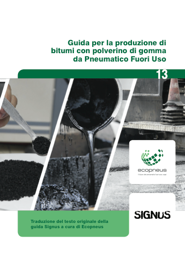 Guida per la produzione di
bitumi con polverino di gomma
da Pneumatico Fuori Uso
13
ecopneus
SIGNUS
Traduzione del testo originale della
guida Signus a cura di Ecopneus